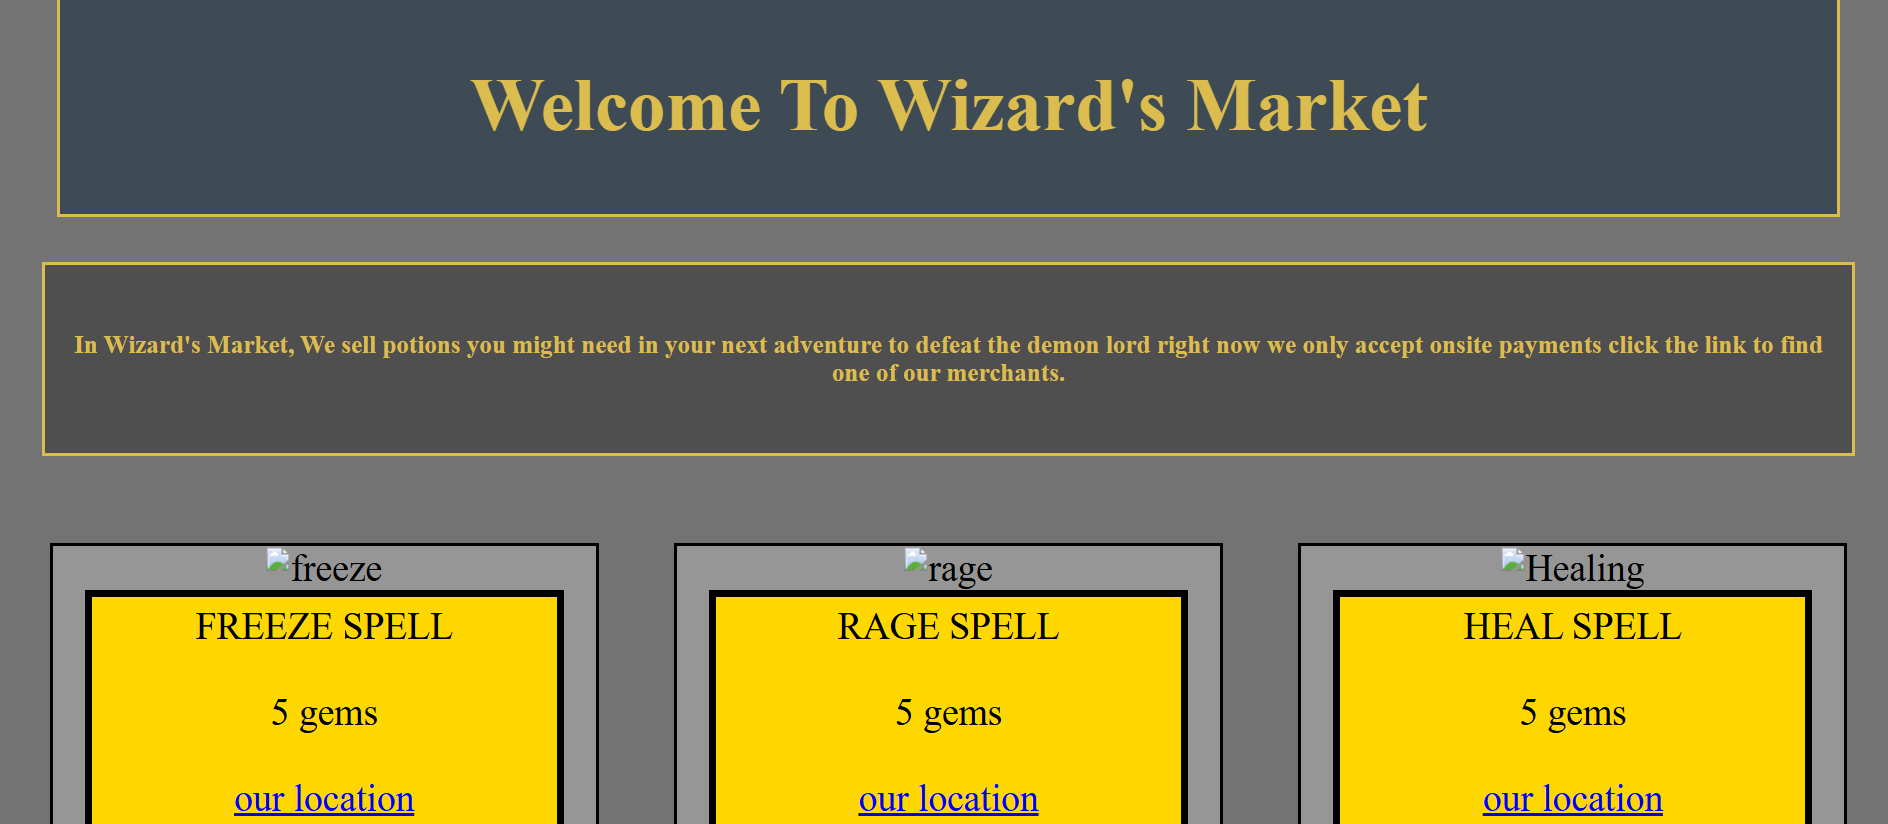 Welcome To Wizard's Market
In Wizard's Market, We sell potions you might need in your next adventure to defeat the demon lord right now we only accept onsite payments click the link to find
one of our merchants.
freeze
rage
Healing
FREEZE SPELL
RAGE SPELL
HEAL SPELL
5 gems
5 gems
5 gems
our location
our location
our location